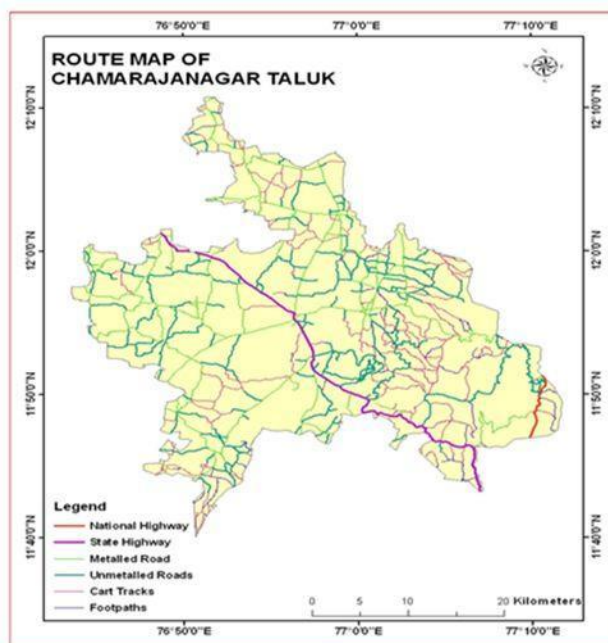 76°50'0"E 77°0'0"E 77°10'0"E
ROUTE MAP OF
CHAMARAJANAGAR TALUK
12°10'0"N 12°10'0"N
12°0'0"N 12°0'0"N
11°50'0"N 11°50'0"N
11°40'0"N 11°40'0"N
Legend
National Highway
State Highway
Metalled Road
Unmetalled Roads
Cart Tracks
Footpaths
0 5 10 20 Kilometers
76°50'0"E 77°0'0"E 77°10'0"E